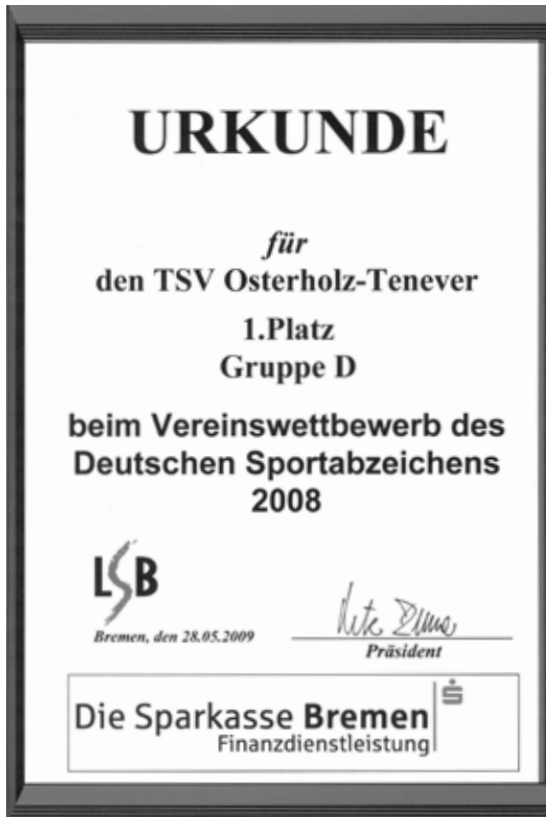 URKUNDE
für
den TSV Osterholz-Tenever
1.Platz
Gruppe D
beim Vereinswettbewerb des
Deutschen Sportabzeichens
2008
LSB
Bremen, den 28.05.2009
Präsident
Die Sparkasse Bremen
Finanzdienstleistung